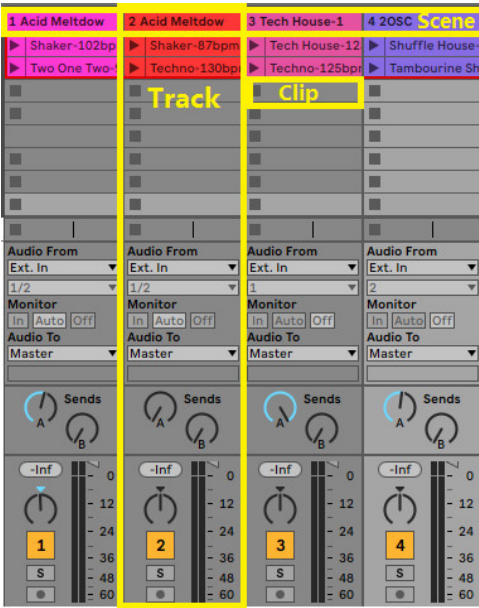 1 Acid Meltdow 2 Acid Meltdow 3 Tech House-1 4 2OSC Scene
Shaker-102bp Shaker-87bpm Tech House-12 Shuffle House-
Two One Two- Techno-130bp Techno-125bpr Tambourine Sh
Track Clip
Audio From Audio From Audio From Audio From
Ext. In Ext. In Ext. In Ext. In
1/2 1/2 1 2
Monitor Monitor Monitor Monitor
In Auto Off In Auto Off In Auto Off In Auto Off
Audio To Audio To Audio To Audio To
Master Master Master Master
Sends Sends Sends Sends
A A A A
B B B B
-Inf -Inf -Inf -Inf
0 0 0 0
12 12 12 12
24 24 24 24
1 2 3 4
36 36 36 36
S 48 S 48 S 48 S 48
60 60 60 60